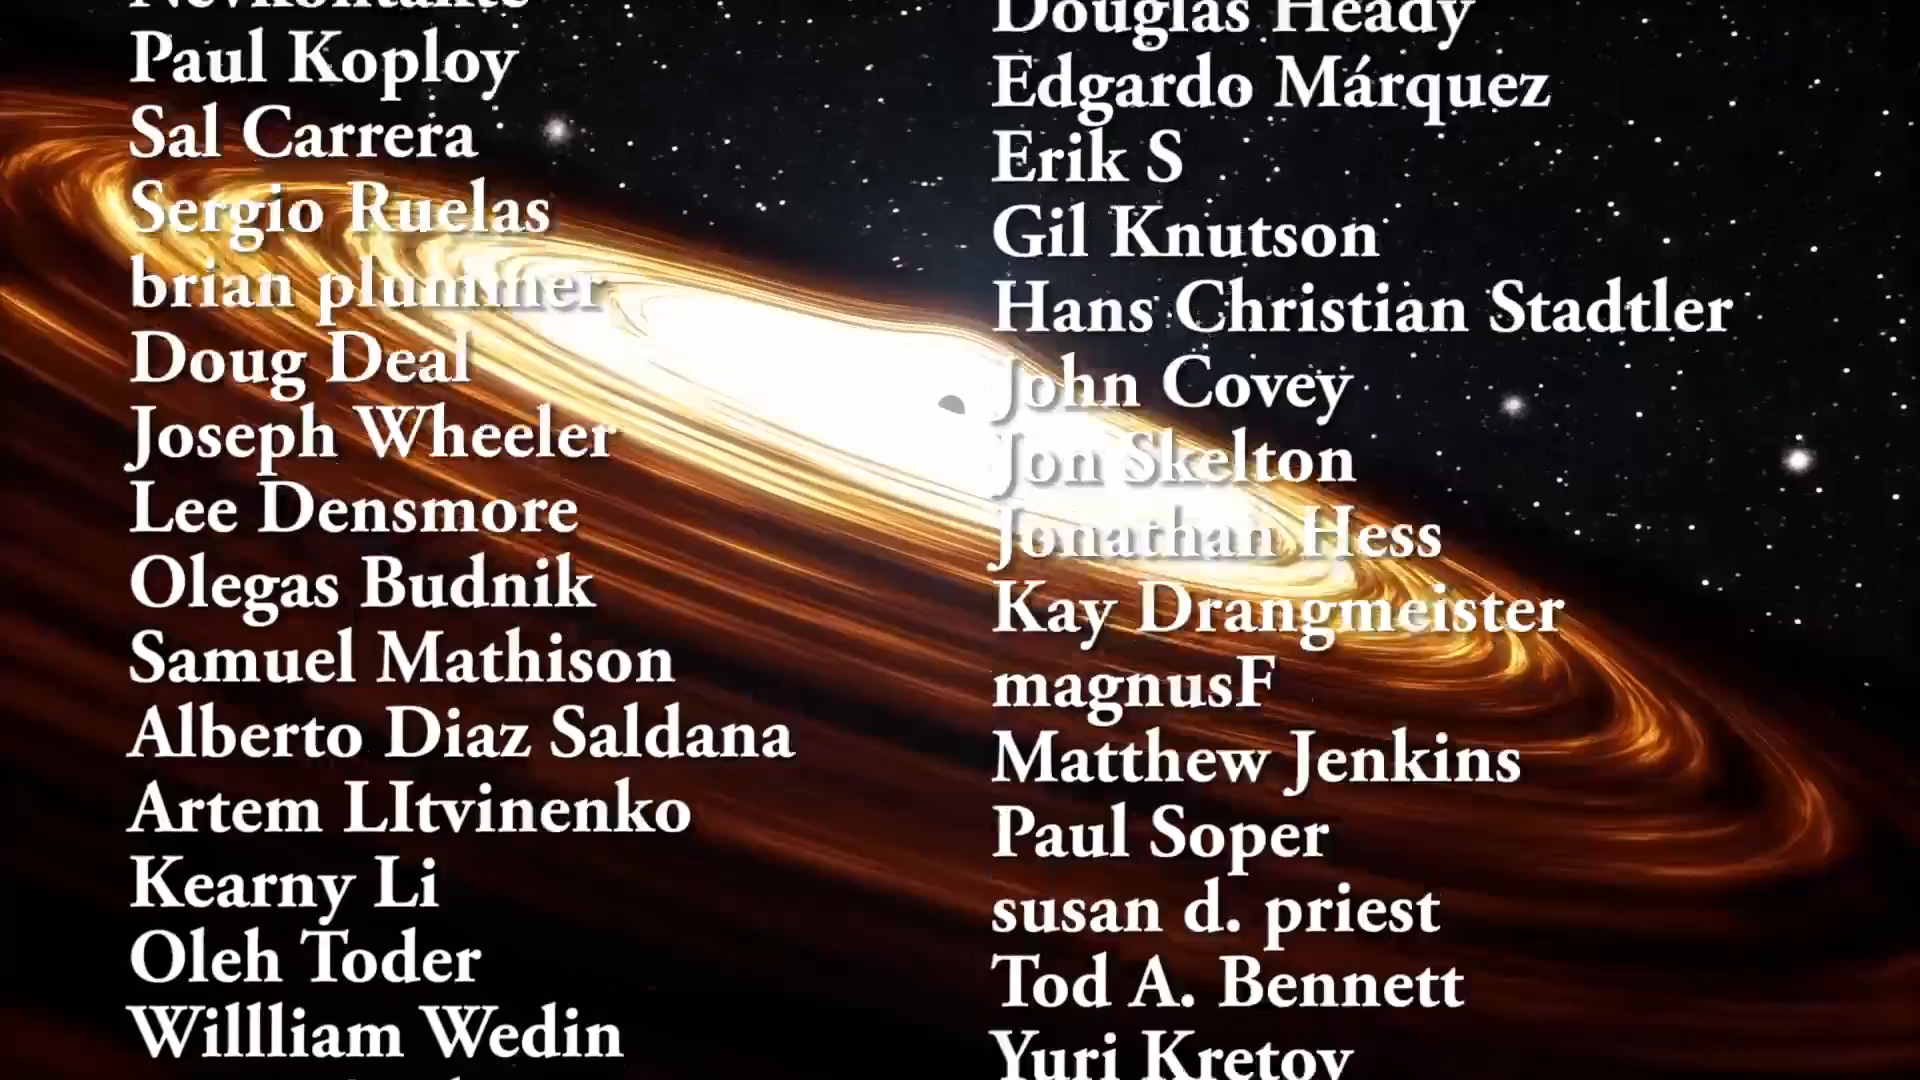 Paul Koploy
Sal Carrera
Sergio Ruelas
brian plummer
Doug Deal
Joseph Wheeler
Lee Densmore
Olegas Budnik
Samuel Mathison
Alberto Diaz Saldana
Artem LItvinenko
Kearny Li
Oleh Toder
Willliam Wedin
Douglas Heady
Edgardo Márquez
Erik S
Gil Knutson
Hans Christian Stadtler
John Covey
Jon Skelton
Jonathan Hess
Kay Drangmeister
magnusF
Matthew Jenkins
Paul Soper
susan d. priest
Tod A. Bennett
Yuri Kretov